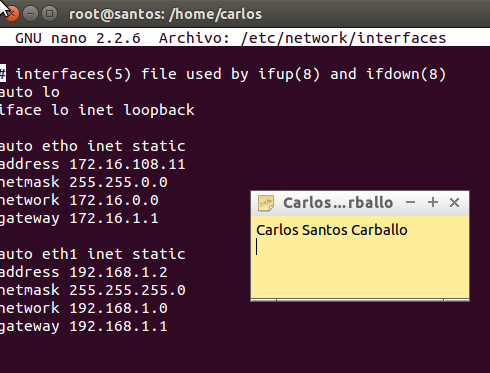 root@santos: /home/carlos
GNU nano 2.2.6 Archivo: /etc/network/interfaces
# interfaces(5) file used by ifup(8) and ifdown(8)
auto lo
iface lo inet loopback
auto etho inet static
address 172.16.108.11
netmask 255.255.0.0
network 172.16.0.0
gateway 172.16.1.1
Carlos...rballo
Carlos Santos Carballo
auto eth1 inet static
address 192.168.1.2
netmask 255.255.255.0
network 192.168.1.0
gateway 192.168.1.1